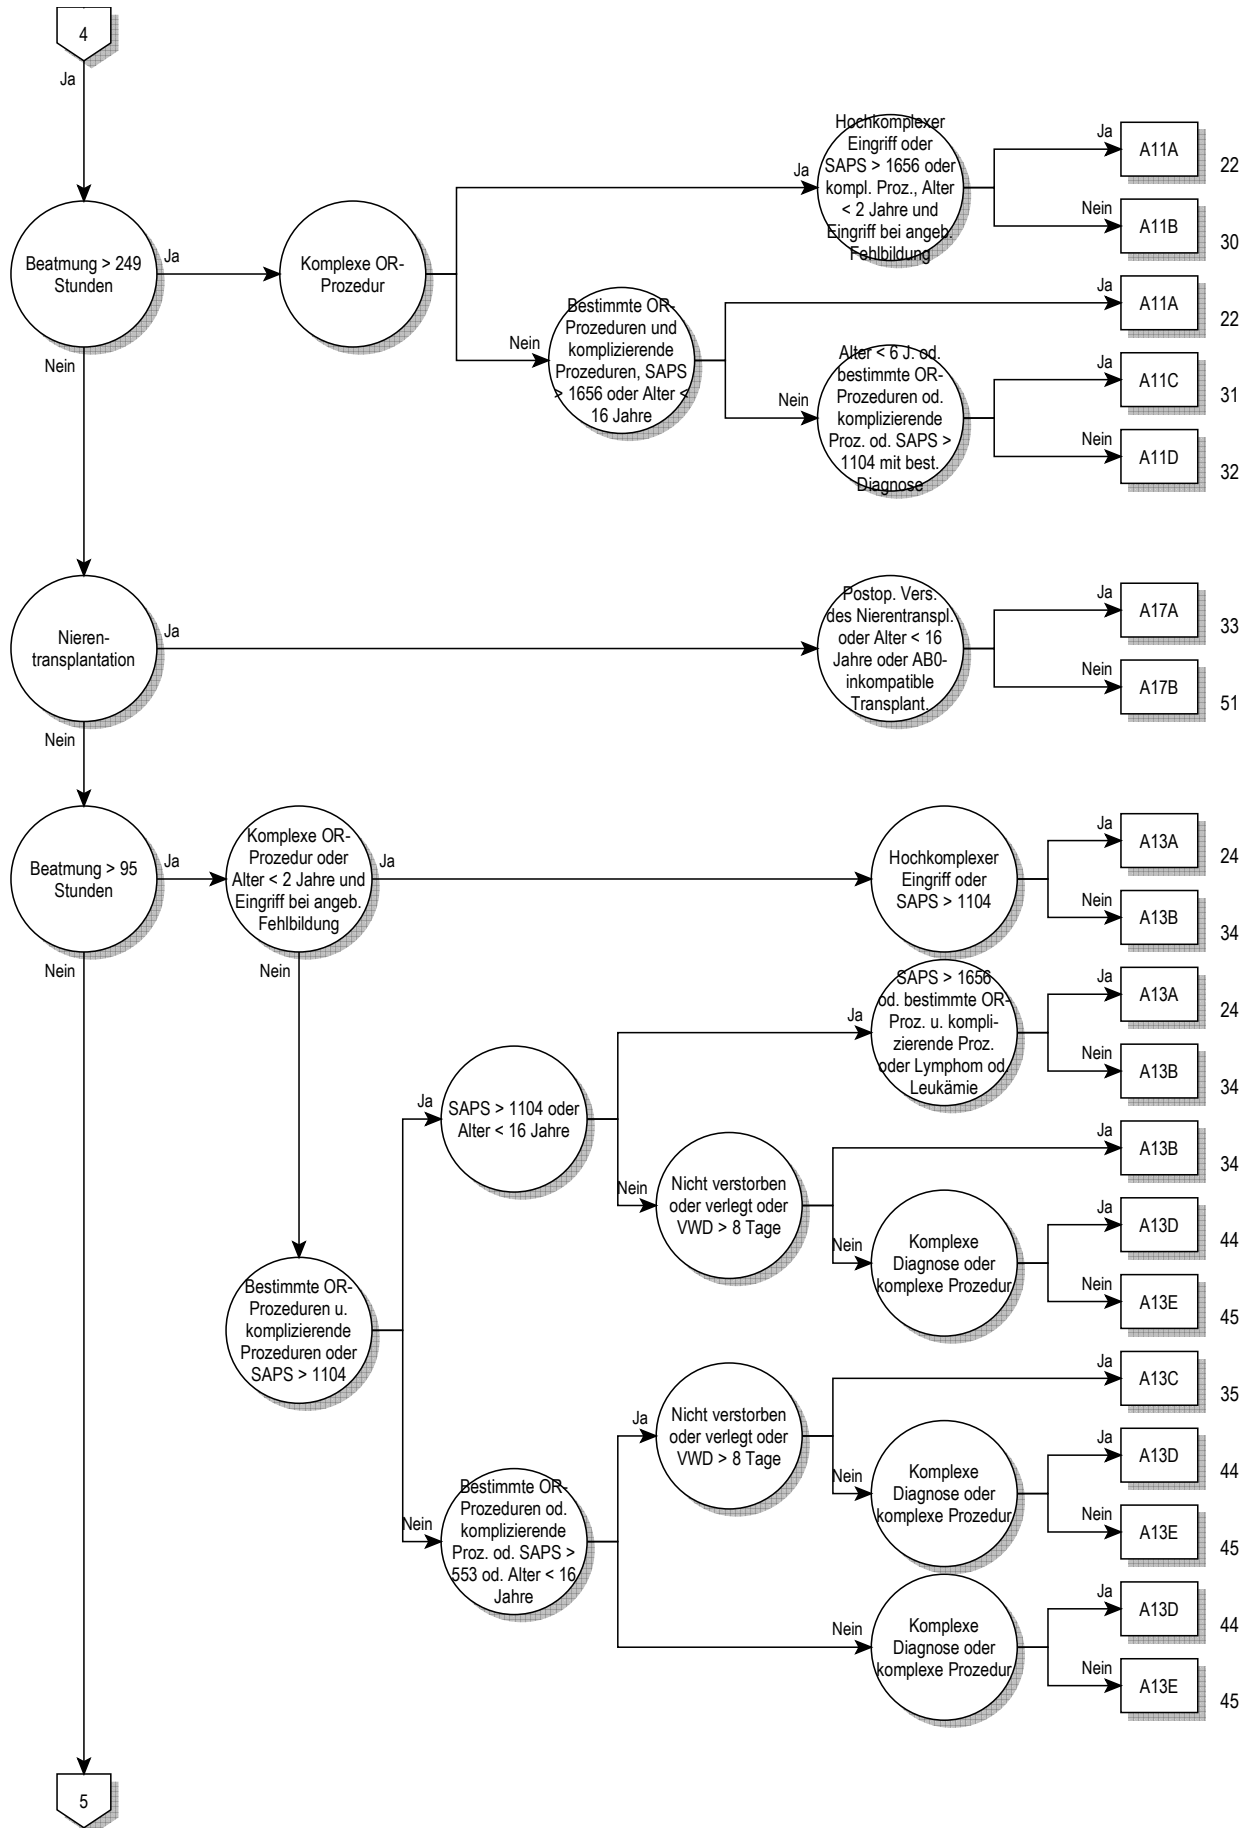 4
Ja
Beatmung > 249
Stunden
Ja
Komplexe OR-
Prozedur
Ja
Hochkomplexer
Eingriff oder
SAPS > 1656 oder
kompl. Proz., Alter
< 2 Jahre und
Eingriff bei angeb.
Fehlbildung
Ja
A11A
22
Nein
A11B
30
Nein
Bestimmte OR-
Prozeduren und
komplizierende
Prozeduren, SAPS
> 1656 oder Alter <
16 Jahre
Ja
A11A
22
Nein
Alter < 6 J. od.
bestimmte OR-
Prozeduren od.
komplizierende
Proz. od. SAPS >
1104 mit best.
Diagnose
Ja
A11C
31
Nein
A11D
32
Nein
Nieren-
transplantation
Ja
Postop. Vers.
des Nierentranspl.
oder Alter < 16
Jahre oder AB0-
inkompatible
Transplant.
Ja
A17A
33
Nein
A17B
51
Nein
Beatmung > 95
Stunden
Ja
Komplexe OR-
Prozedur oder
Alter < 2 Jahre und
Eingriff bei angeb.
Fehlbildung
Ja
Hochkomplexer
Eingriff oder
SAPS > 1104
Ja
A13A
24
Nein
A13B
34
Nein
Nein
Bestimmte OR-
Prozeduren u.
komplizierende
Prozeduren oder
SAPS > 1104
Ja
SAPS > 1104 oder
Alter < 16 Jahre
Ja
SAPS > 1656
od. bestimmte OR-
Proz. u. kompli-
zierende Proz.
oder Lymphom od.
Leukämie
Ja
A13A
24
Nein
A13B
34
Nein
Nicht verstorben
oder verlegt oder
VWD > 8 Tage
Ja
A13B
34
Nein
Komplexe
Diagnose oder
komplexe Prozedur
Ja
A13D
44
Nein
A13E
45
Nein
Bestimmte OR-
Prozeduren od.
komplizierende
Proz. od. SAPS >
553 od. Alter < 16
Jahre
Ja
Nicht verstorben
oder verlegt oder
VWD > 8 Tage
Ja
A13C
35
Nein
Komplexe
Diagnose oder
komplexe Prozedur
Ja
A13D
44
Nein
A13E
45
Nein
Komplexe
Diagnose oder
komplexe Prozedur
Ja
A13D
44
Nein
A13E
45
5